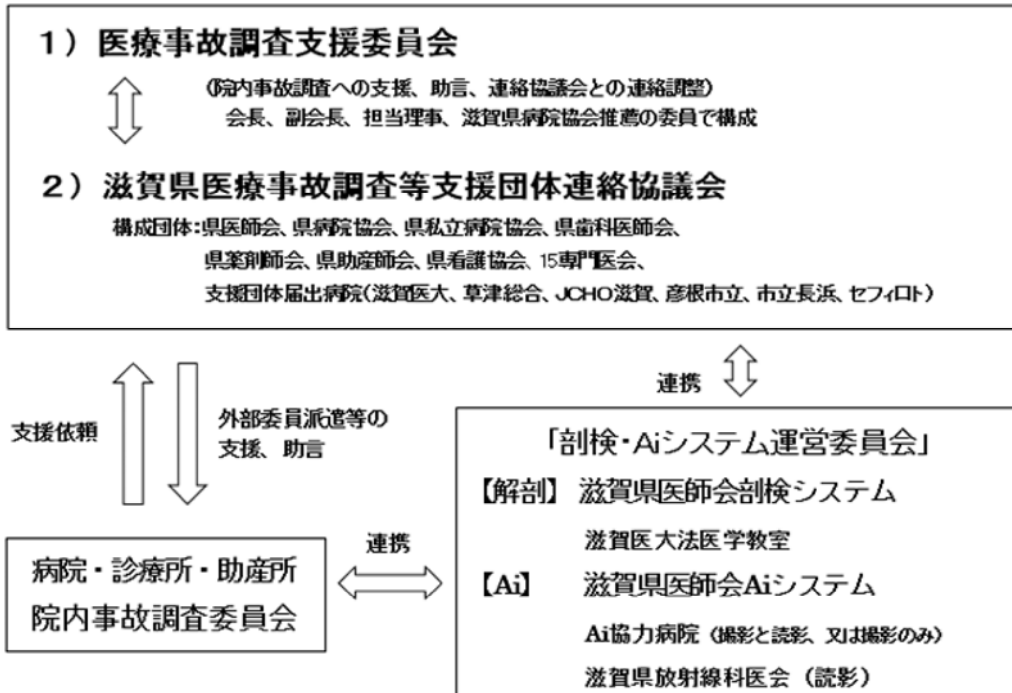 １）医療事故調査支援委員会
（院内事故調査への支援、助言、連絡協議会との連絡調整）
会長、副会長、担当理事、滋賀県病院協会推薦の委員で構成
２）滋賀県医療事故調査等支援団体連絡協議会
構成団体：県医師会、県病院協会、県私立病院協会、県歯科医師会、
県薬剤師会、県助産師会、県看護協会、15専門医会、
支援団体届出病院（滋賀医大、草津総合、JCHO滋賀、彦根市立、市立長浜、セフィロト）
支援依頼
外部委員派遣等の
支援、助言
連携
病院・診療所・助産所
院内事故調査委員会
連携
「剖検・Aiシステム運営委員会」
【解剖】 滋賀県医師会剖検システム
滋賀医大法医学教室
【Ai】 滋賀県医師会Aiシステム
Ai協力病院（撮影と読影、又は撮影のみ）
滋賀県放射線科医会（読影）